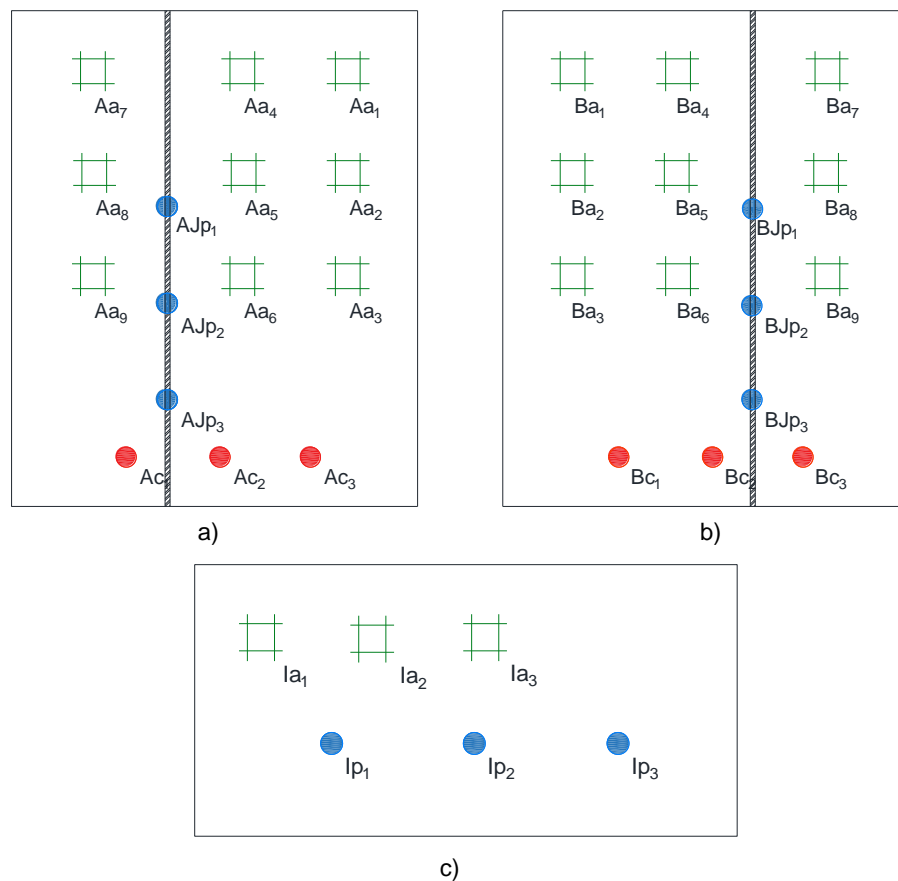 Aa₇ Aa₄ Aa₁
Aa₈ Aa₅ Aa₂
AJp₁
Aa₉ Aa₆ Aa₃
AJp₂
AJp₃
Ac₁ Ac₂ Ac₃
a)
Ba₁ Ba₄ Ba₇
Ba₂ Ba₅ Ba₈
BJp₁
Ba₃ Ba₆ Ba₉
BJp₂
BJp₃
Bc₁ Bc₂ Bc₃
b)
Ia₁ Ia₂ Ia₃
Ip₁ Ip₂ Ip₃
c)